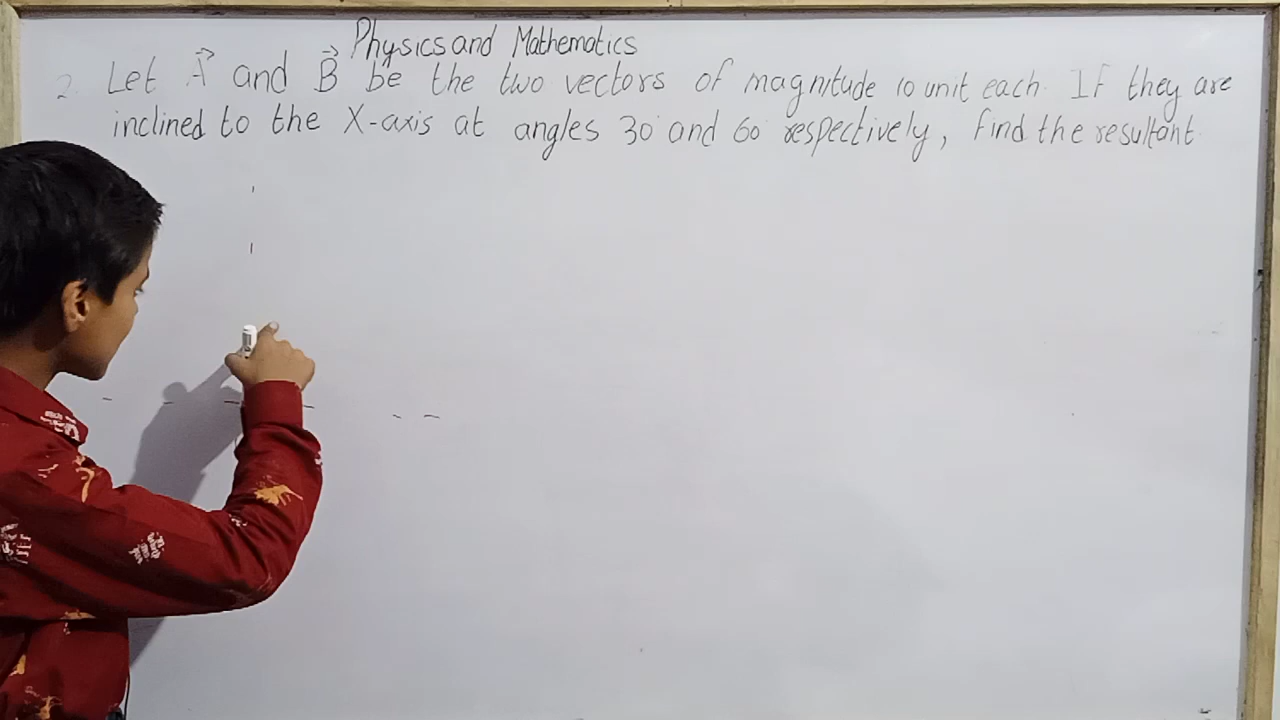 Physics and Mathematics
2. Let A⃗ and B⃗ be the two vectors of magnitude 10 unit each. If they are
inclined to the X-axis at angles 30° and 60° respectively, find the resultant.